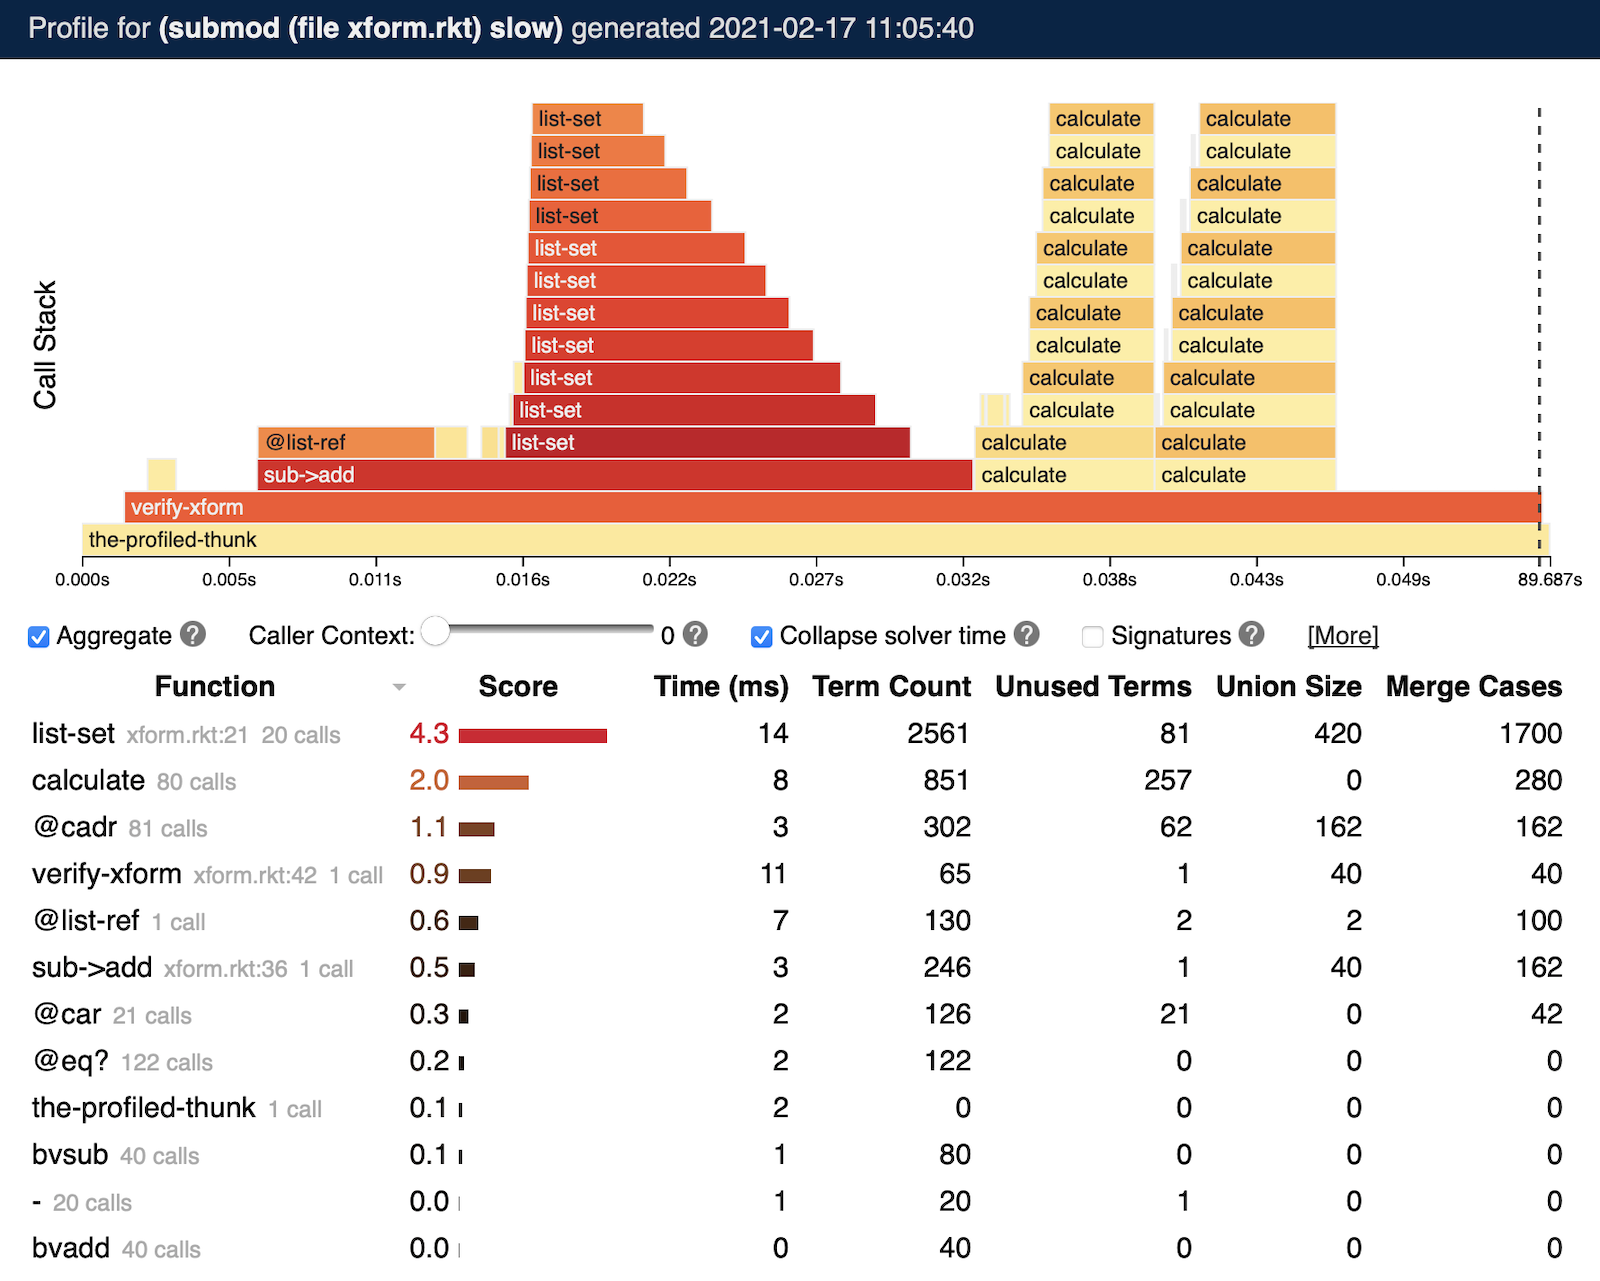 Profile for (submod (file xform.rkt) slow) generated 2021-02-17 11:05:40
list-set calculate calculate
list-set calculate calculate
list-set calculate calculate
list-set calculate calculate
list-set calculate calculate
list-set calculate calculate
list-set calculate calculate
list-set calculate calculate
list-set calculate calculate
list-set calculate calculate
@list-ref list-set calculate calculate
sub->add calculate calculate
verify-xform
the-profiled-thunk
Call Stack
0.000s 0.005s 0.011s 0.016s 0.022s 0.027s 0.032s 0.038s 0.043s 0.049s 89.687s
Aggregate ? Caller Context: 0 ? Collapse solver time ? Signatures ? [More]
Function Score Time (ms) Term Count Unused Terms Union Size Merge Cases
list-set xform.rkt:21 20 calls 4.3 14 2561 81 420 1700
calculate 80 calls 2.0 8 851 257 0 280
@cadr 81 calls 1.1 3 302 62 162 162
verify-xform xform.rkt:42 1 call 0.9 11 65 1 40 40
@list-ref 1 call 0.6 7 130 2 2 100
sub->add xform.rkt:36 1 call 0.5 3 246 1 40 162
@car 21 calls 0.3 2 126 21 0 42
@eq? 122 calls 0.2 2 122 0 0 0
the-profiled-thunk 1 call 0.1 2 0 0 0 0
bvsub 40 calls 0.1 1 80 0 0 0
- 20 calls 0.0 1 20 1 0 0
bvadd 40 calls 0.0 0 40 0 0 0